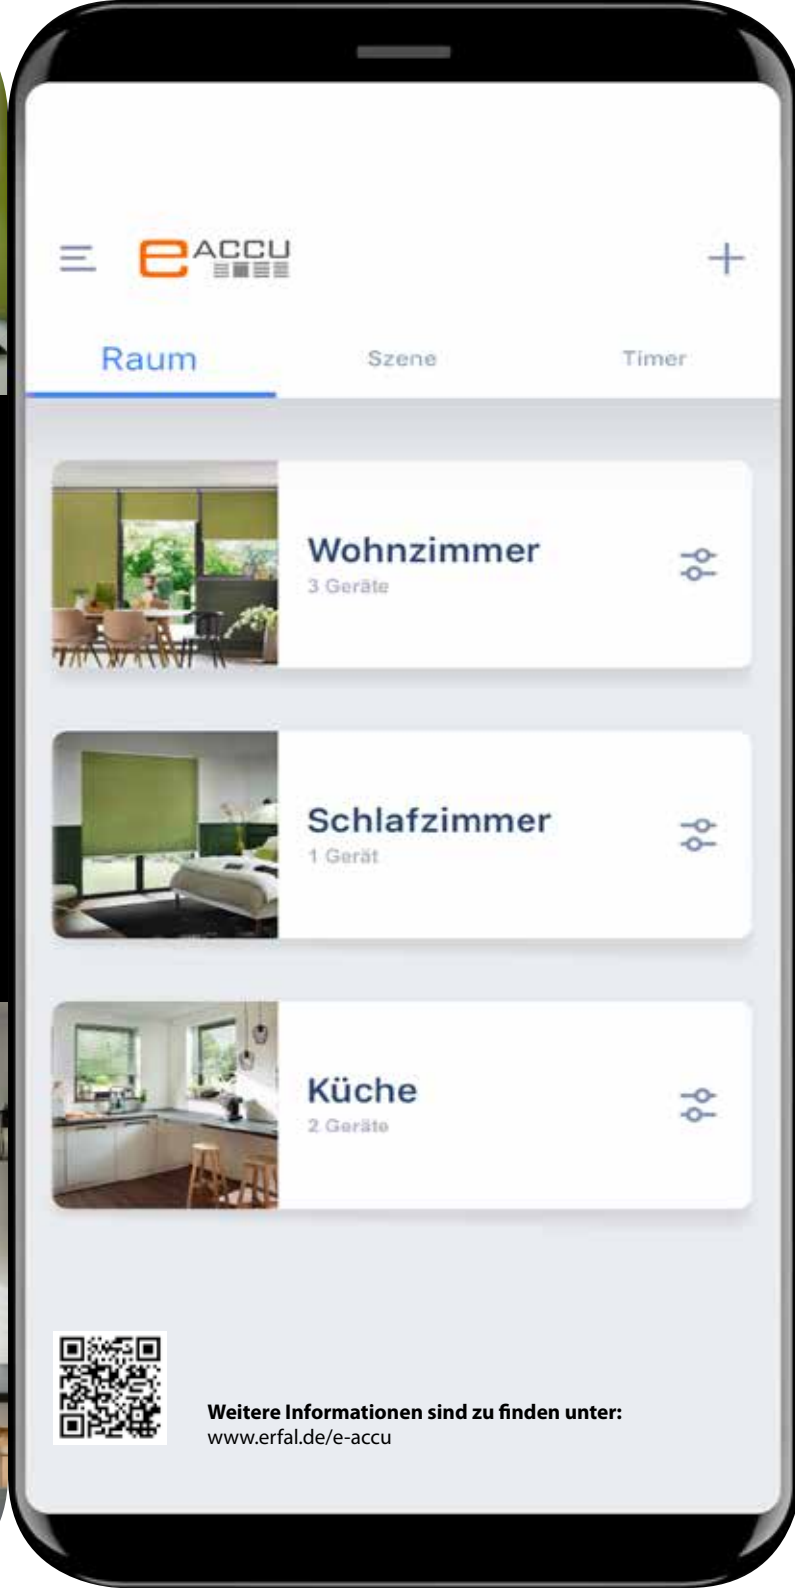 e ACCU
Raum
Szene
Timer
Wohnzimmer
3 Geräte
Schlafzimmer
1 Gerät
Küche
2 Geräte
Weitere Informationen sind zu finden unter:
www.erfal.de/e-accu